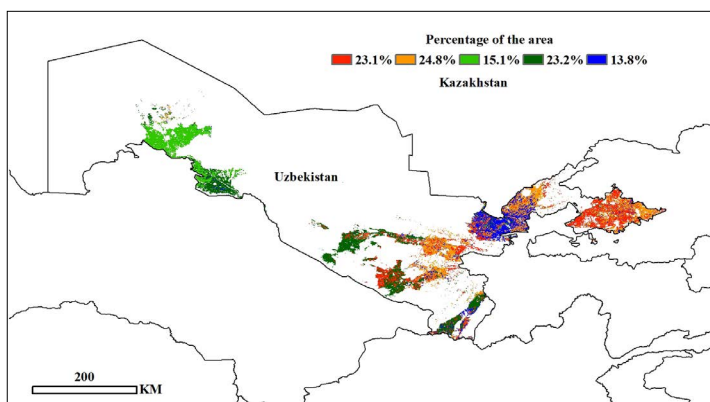 Percentage of the area
23.1% 24.8% 15.1% 23.2% 13.8%
Kazakhstan
Uzbekistan
200
KM